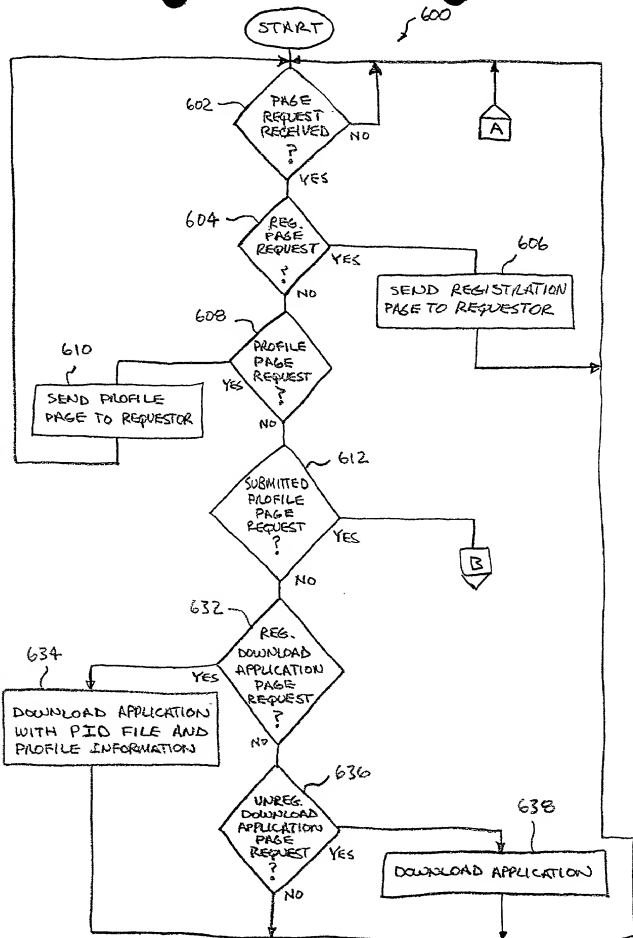 START
600
602
PAGE
REQUEST
RECEIVED
?
NO
A
YES
604
REG.
PAGE
REQUEST
?
YES
606
SEND REGISTRATION
PAGE TO REQUESTOR
NO
608
PROFILE
PAGE
REQUEST
?
YES
610
SEND PROFILE
PAGE TO REQUESTOR
NO
612
SUBMITTED
PROFILE
PAGE
REQUEST
?
YES
B
NO
632
REG.
DOWNLOAD
APPLICATION
PAGE
REQUEST
?
YES
634
DOWNLOAD APPLICATION
WITH PID FILE AND
PROFILE INFORMATION
NO
636
UNREG.
DOWNLOAD
APPLICATION
PAGE
REQUEST
?
YES
638
DOWNLOAD APPLICATION
NO